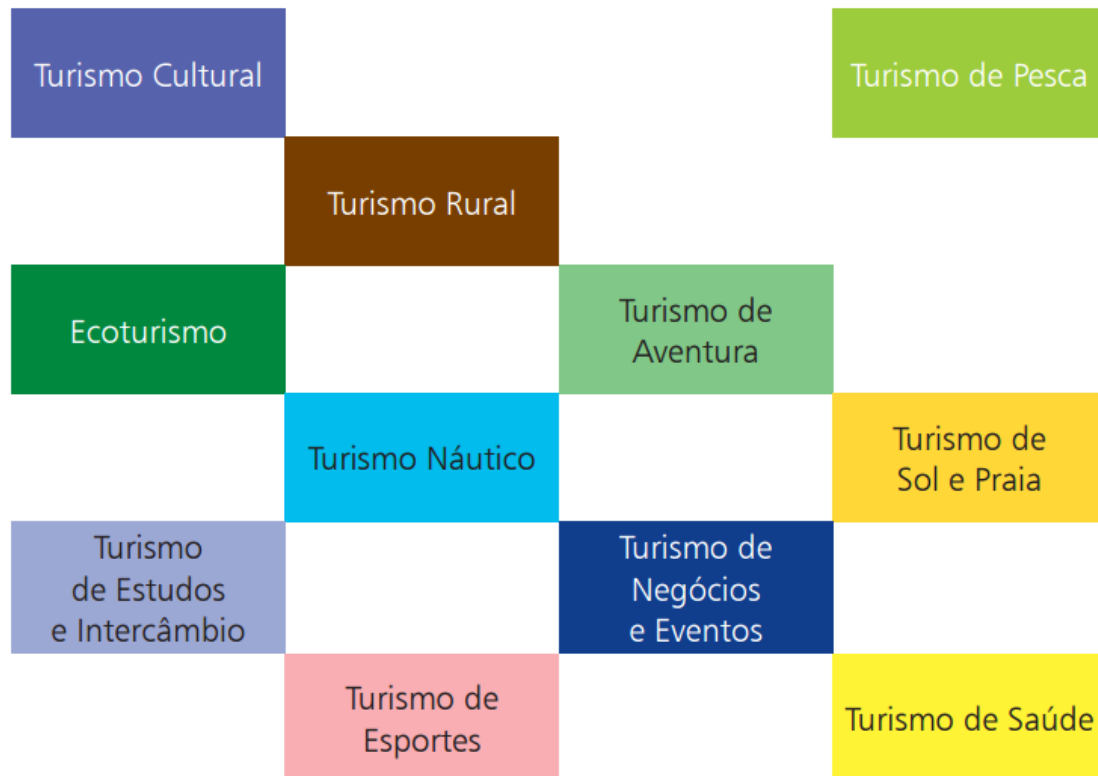 Turismo Cultural
Turismo de Pesca
Turismo Rural
Ecoturismo
Turismo de
Aventura
Turismo Náutico
Turismo de
Sol e Praia
Turismo
de Estudos
e Intercâmbio
Turismo de
Negócios
e Eventos
Turismo de
Esportes
Turismo de Saúde